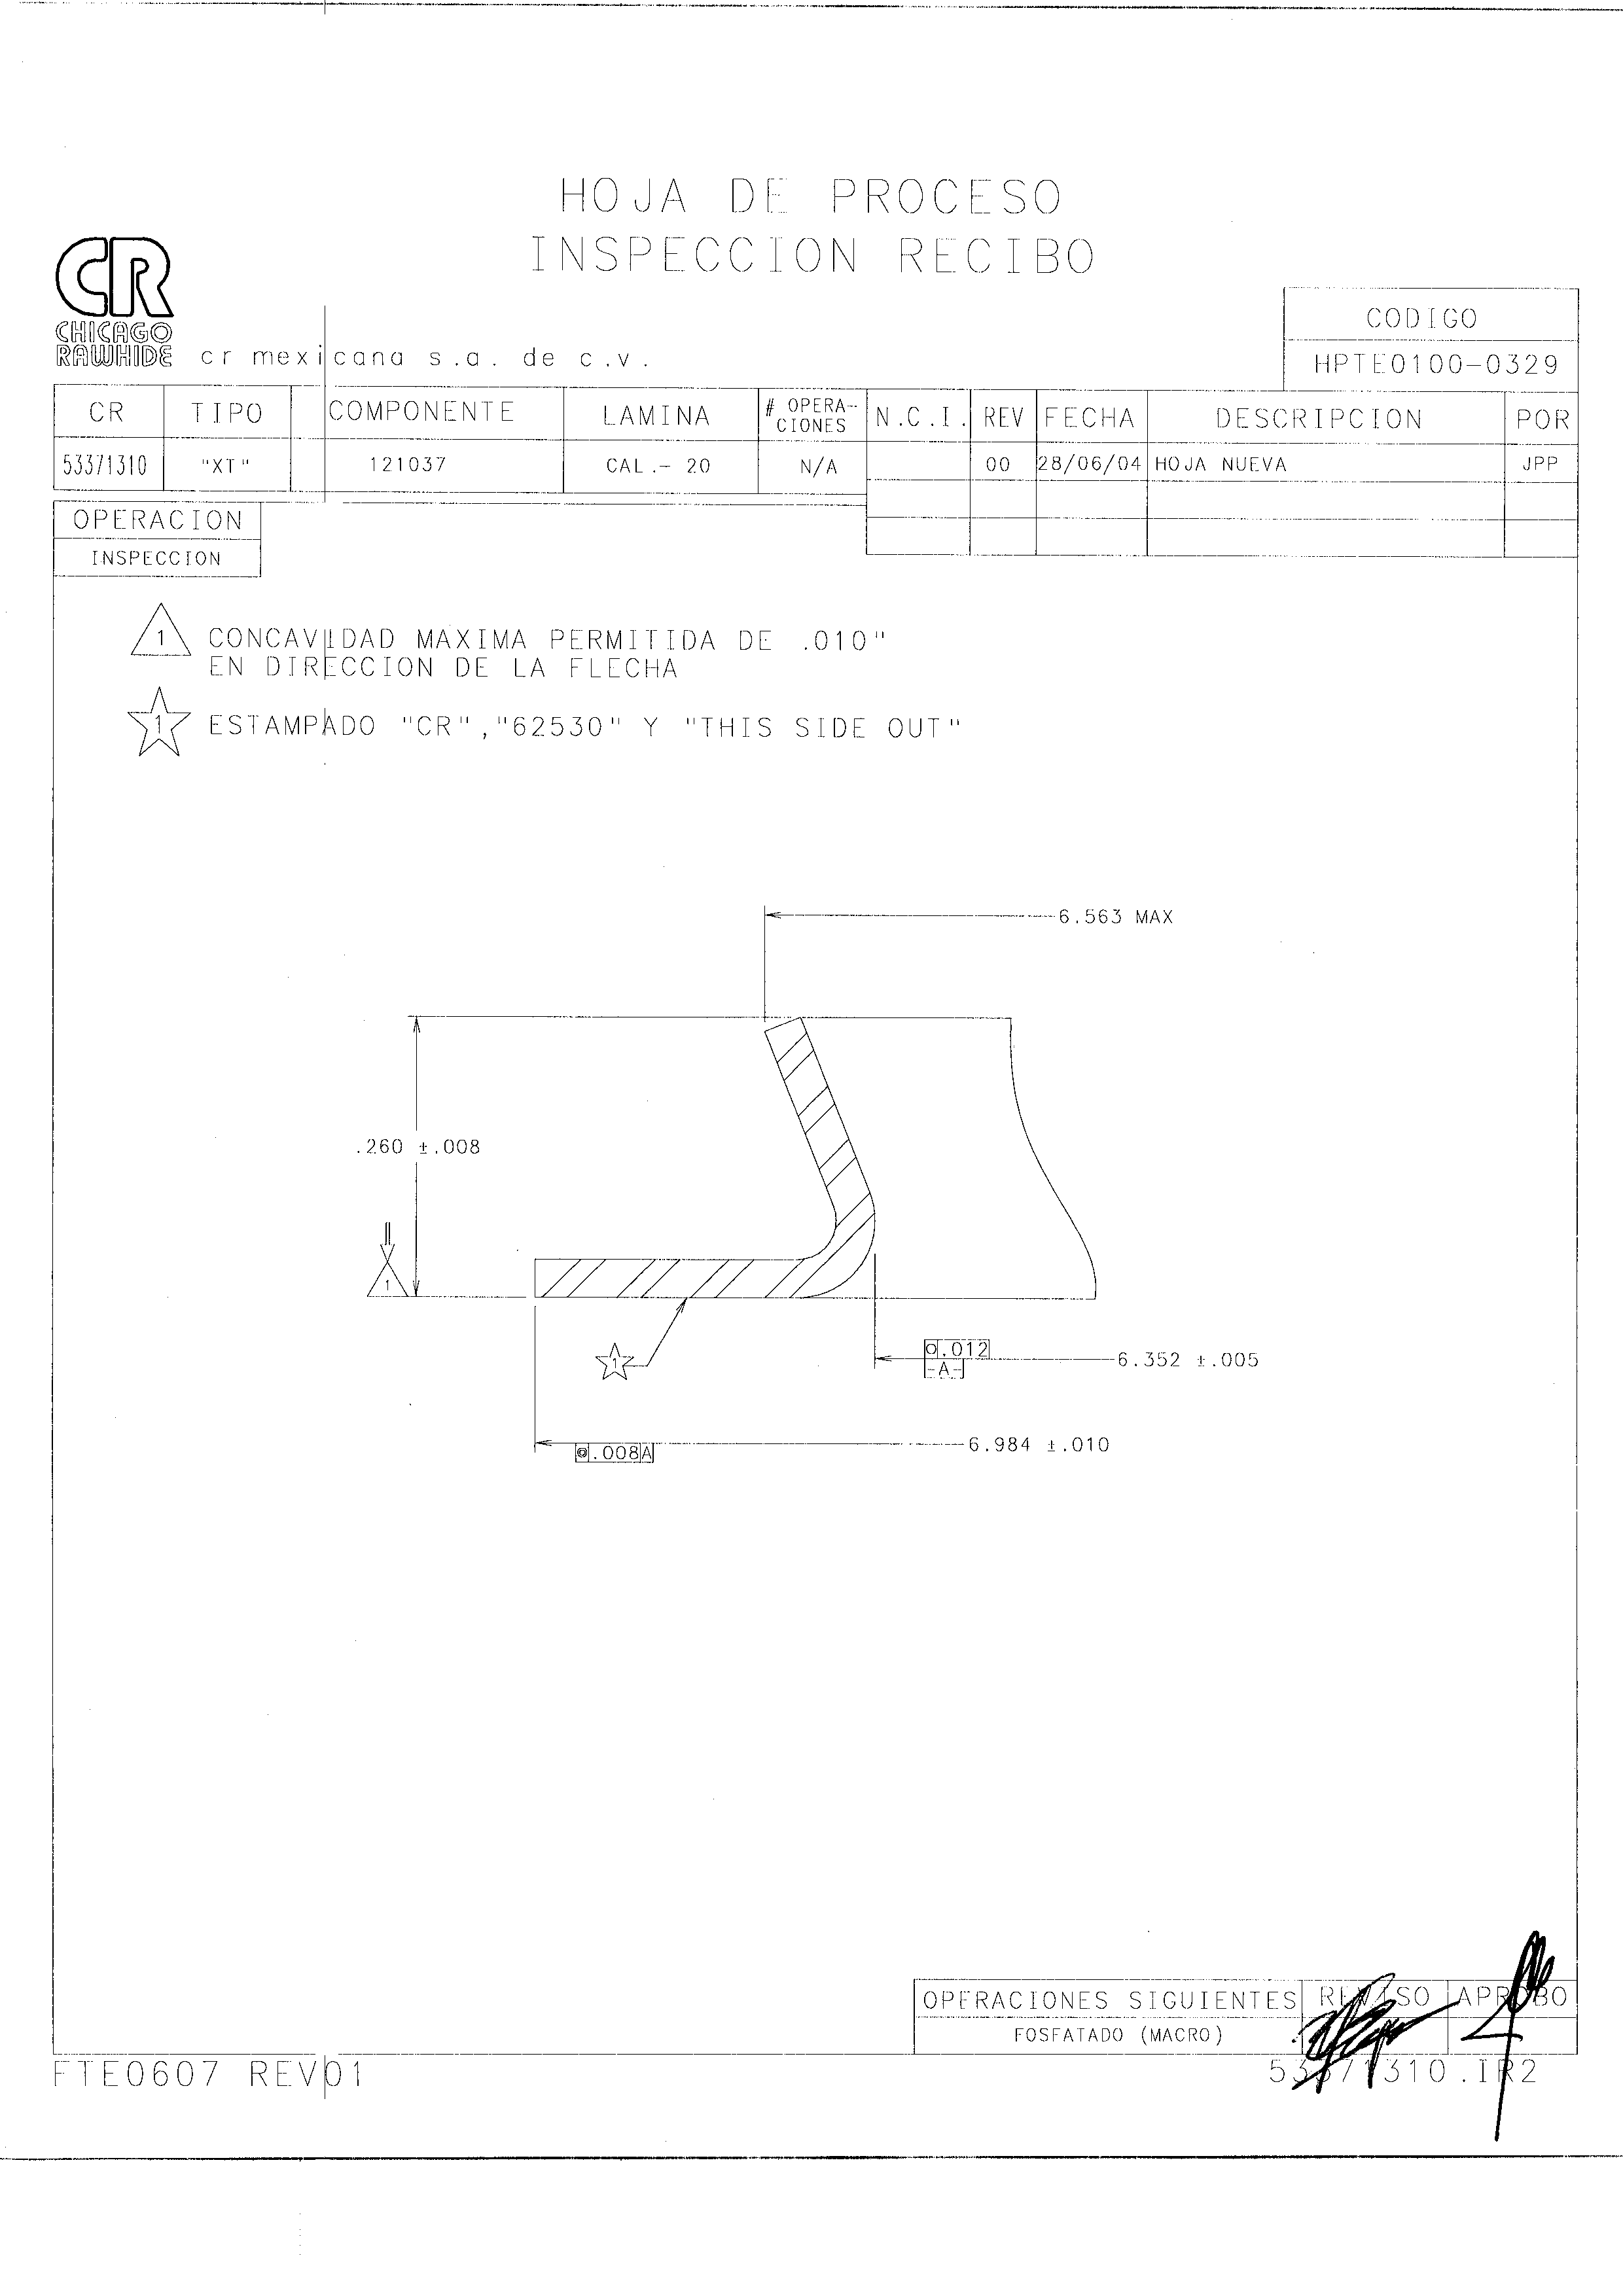 HOJA DE PROCESO
INSPECCION RECIBO
CR
CHICAGO
RAWHIDE
cr mexicana s.a. de c.v.
CODIGO
HPTE0100-0329
CR TIPO COMPONENTE LAMINA # OPERA-CIONES N.C.I. REV FECHA DESCRIPCION POR
53371310 "XT" 121037 CAL.- 20 N/A 00 28/06/04 HOJA NUEVA JPP
OPERACION
INSPECCION
1 CONCAVIDAD MAXIMA PERMITIDA DE .010"
EN DIRECCION DE LA FLECHA
1 ESTAMPADO "CR","62530" Y "THIS SIDE OUT"
6.563 MAX
.260 ±.008
1
1
.012
-A-
6.352 ±.005
.008 A
6.984 ±.010
OPERACIONES SIGUIENTES REVISO APROBO
FOSFATADO (MACRO)
FTE0607 REV01
53371310.IR2